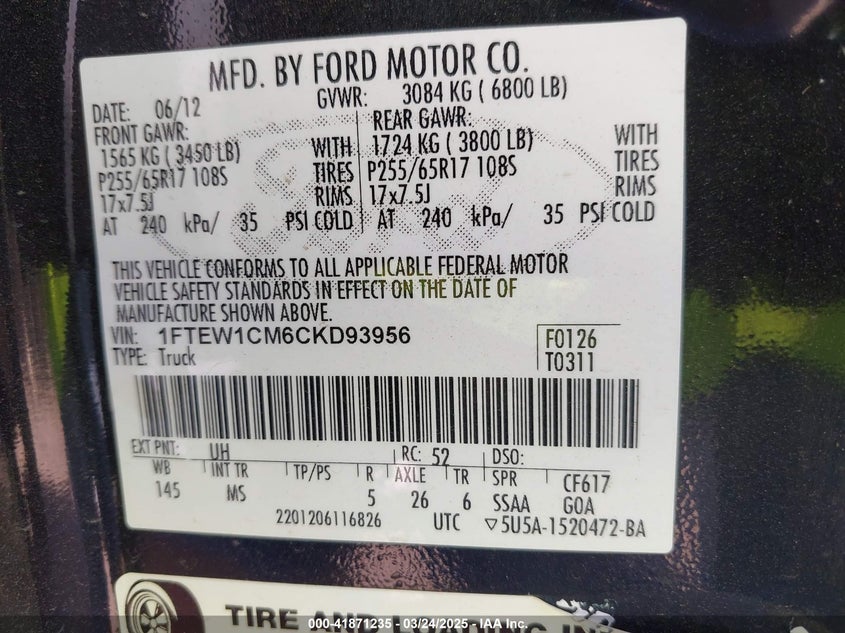 MFD. BY FORD MOTOR CO.
DATE: 06/12 GVWR: 3084 KG ( 6800 LB)
FRONT GAWR: REAR GAWR:
1565 KG ( 3450 LB) WITH 1724 KG ( 3800 LB) WITH
P255/65R17 108S TIRES P255/65R17 108S TIRES
17x7.5J RIMS 17x7.5J RIMS
AT 240 kPa/ 35 PSI COLD AT 240 kPa/ 35 PSI COLD
THIS VEHICLE CONFORMS TO ALL APPLICABLE FEDERAL MOTOR
VEHICLE SAFETY STANDARDS IN EFFECT ON THE DATE OF
MANUFACTURE SHOWN ABOVE.
VIN: 1FTEW1CM6CKD93956 F0126
TYPE: Truck T0311
EXT PNT: UH RC: 52 DSO:
WB INT TR TP/PS R AXLE TR SPR CF617
145 MS 5 26 6 SSAA GOA
2201206116826 UTC ▽5U5A-1520472-BA
TIRE AND LOADING
000-41871235 - 03/24/2025 - IAA Inc.